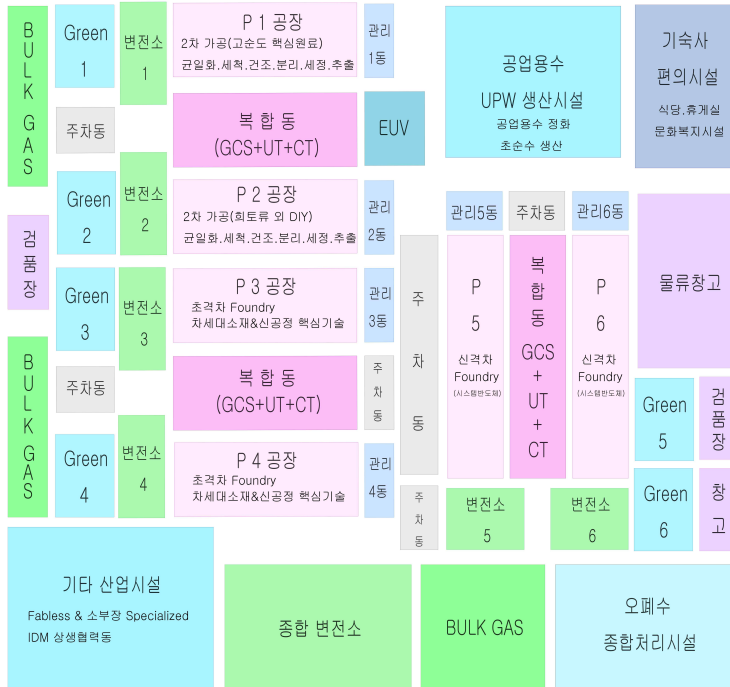 BULK GAS
Green
1
변전소
1
P 1 공장
2차 가공(고순도 핵심원료)
균일화.세척.건조.분리.세정.추출
관리
1동
공업용수
UPW 생산시설
공업용수 정화
초순수 생산
기숙사
편의시설
식당.휴게실
문화복지시설
주차동
복합 동
(GCS+UT+CT)
EUV
Green
2
변전소
2
P 2 공장
2차 가공(희토류 외 DIY)
균일화.세척.건조.분리.세정.추출
관리
2동
관리5동
주차동
관리6동
검품장
물류창고
Green
3
변전소
3
P 3 공장
초격차 Foundry
차세대소재&신공정 핵심기술
관리
3동
주차동
P
5
신격차
Foundry
(시스템반도체)
복합동
GCS
+
UT
+
CT
P
6
신격차
Foundry
(시스템반도체)
BULK GAS
주차동
복합 동
(GCS+UT+CT)
주차동
Green
5
검품장
Green
4
변전소
4
P 4 공장
초격차 Foundry
차세대소재&신공정 핵심기술
관리
4동
주차동
변전소
5
변전소
6
Green
6
창고
기타 산업시설
Fabless & 소부장 Specialized
IDM 상생협력동
종합 변전소
BULK GAS
오폐수
종합처리시설